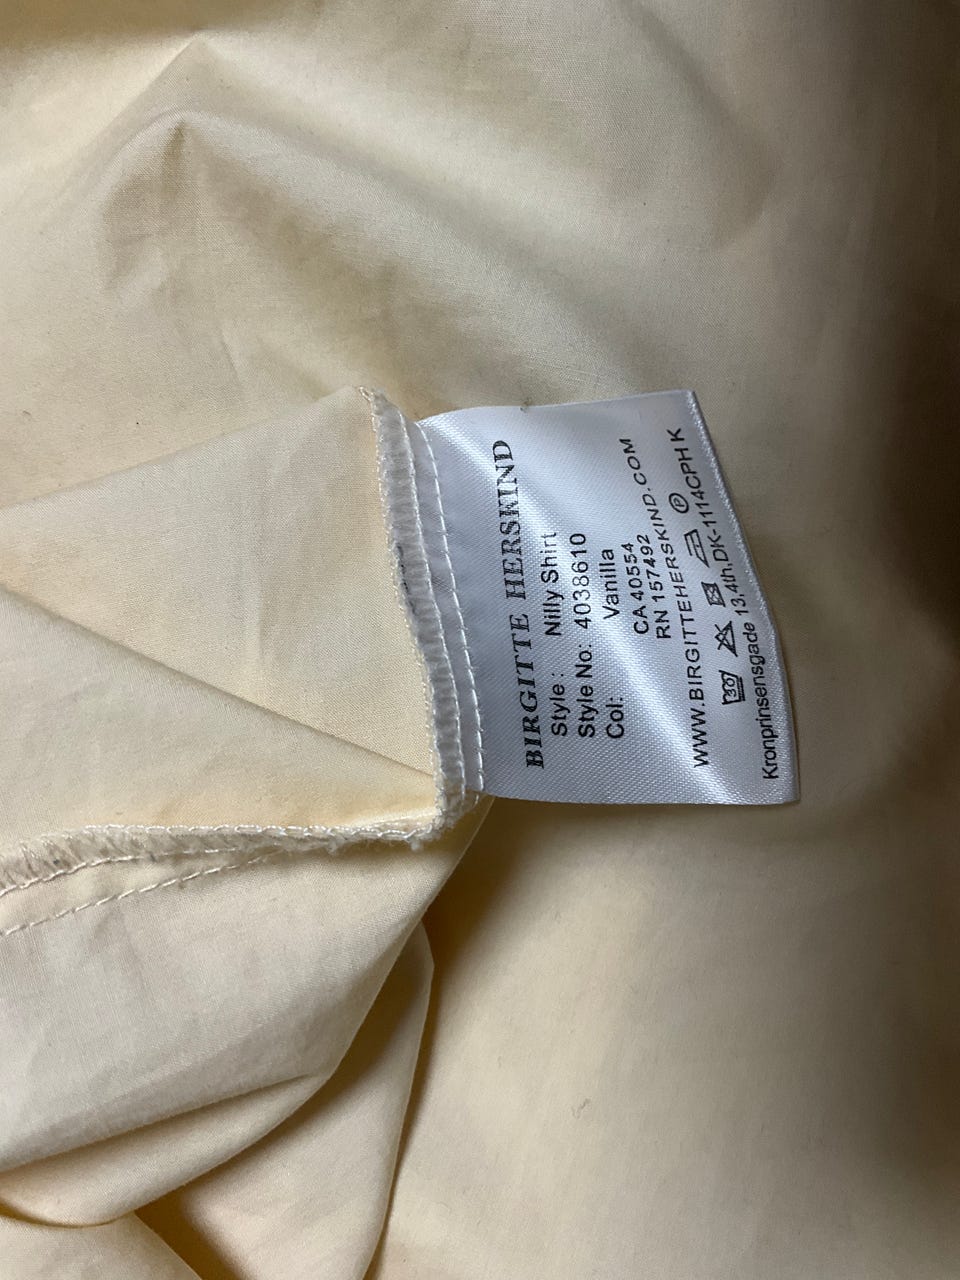 BIRGITTE HERSKIND
Style : Nilly Shirt
Style No: 4038610
Col: Vanilla
CA 40554
RN 157492
WWW.BIRGITTEHERSKIND.COM
30 P
Kronprinsensgade 13,4th,DK-1114CPH K